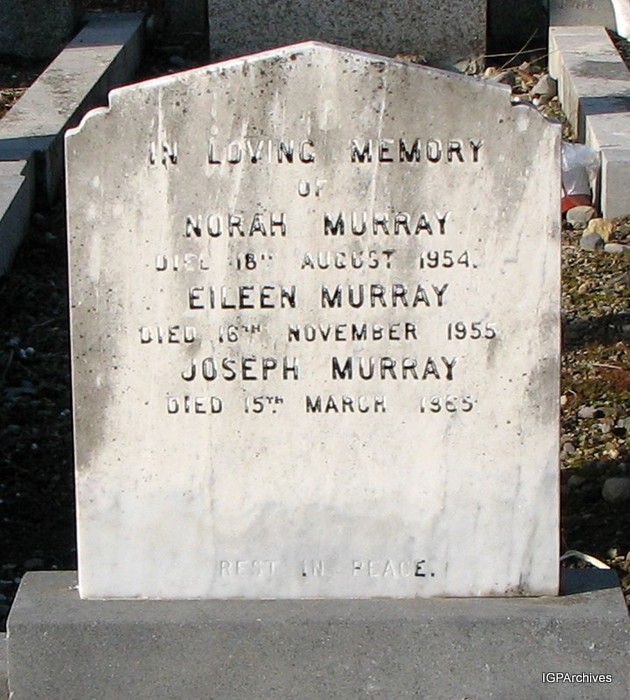 IN LOVING MEMORY
OF
NORAH MURRAY
DIED 18TH AUGUST 1954.
EILEEN MURRAY
DIED 16TH NOVEMBER 1955
JOSEPH MURRAY
DIED 15TH MARCH 1965
REST IN PEACE.
IGPArchives